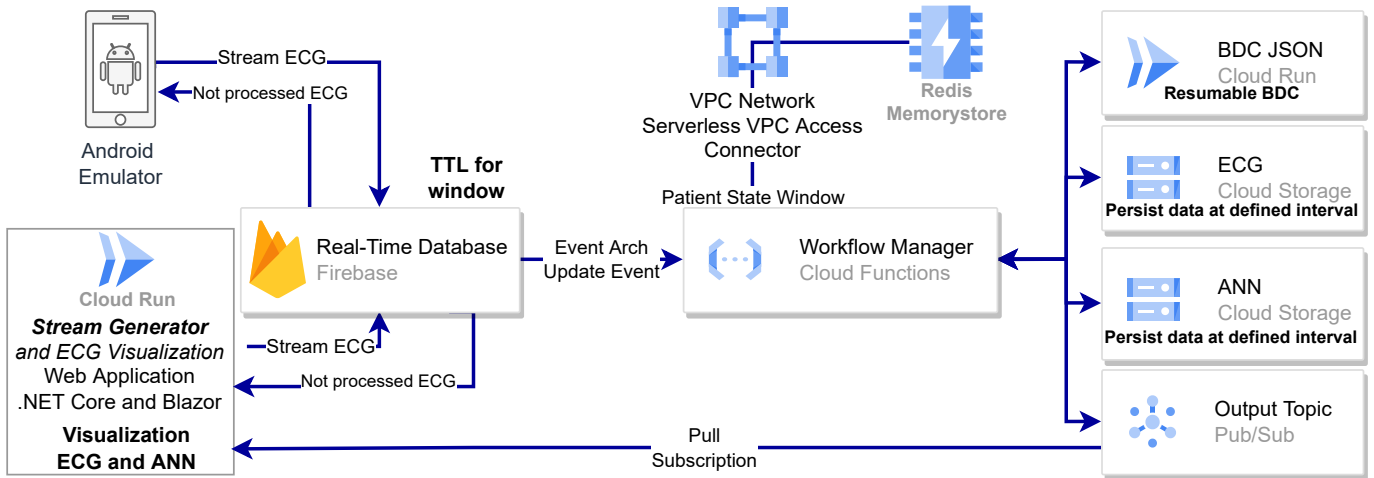 Stream ECG
Not processed ECG
Android
Emulator
TTL for
window
Real-Time Database
Firebase
Cloud Run
Stream Generator
and ECG Visualization
Web Application
.NET Core and Blazor
Visualization
ECG and ANN
Stream ECG
Not processed ECG
Event Arch
Update Event
VPC Network
Serverless VPC Access
Connector
Redis
Memorystore
Patient State Window
Workflow Manager
Cloud Functions
BDC JSON
Cloud Run
Resumable BDC
ECG
Cloud Storage
Persist data at defined interval
ANN
Cloud Storage
Persist data at defined interval
Output Topic
Pub/Sub
Pull
Subscription